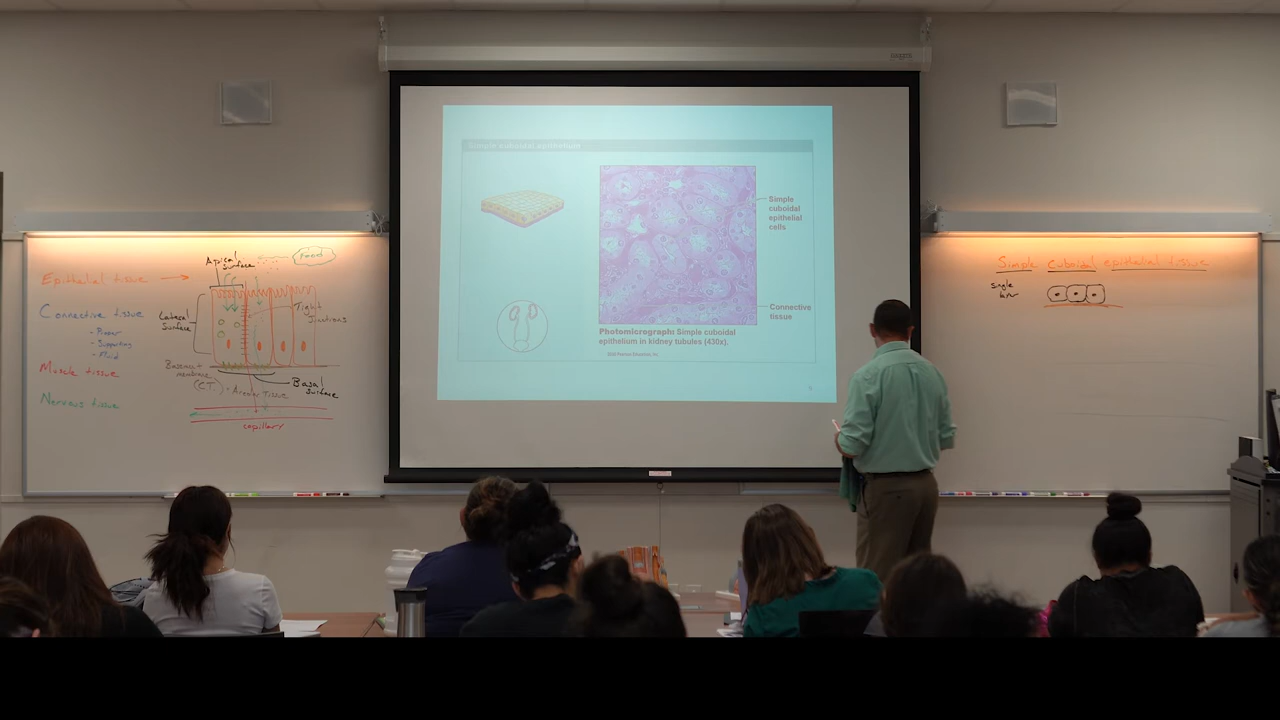 Epithelial tissue
Connective tissue
- Proper
- Supporting
- Fluid
Muscle tissue
Nervous tissue
Apical
Surface
Food
Lateral
Surface
Tight
Junctions
Basement
membrane
(C.T.) - Areolar Tissue
Basal
Surface
capillary
Simple cuboidal epithelium
Simple
cuboidal
epithelial
cells
Connective
tissue
Photomicrograph: Simple cuboidal
epithelium in kidney tubules (430x).
Simple Cuboidal epithelial tissue
Single
layer